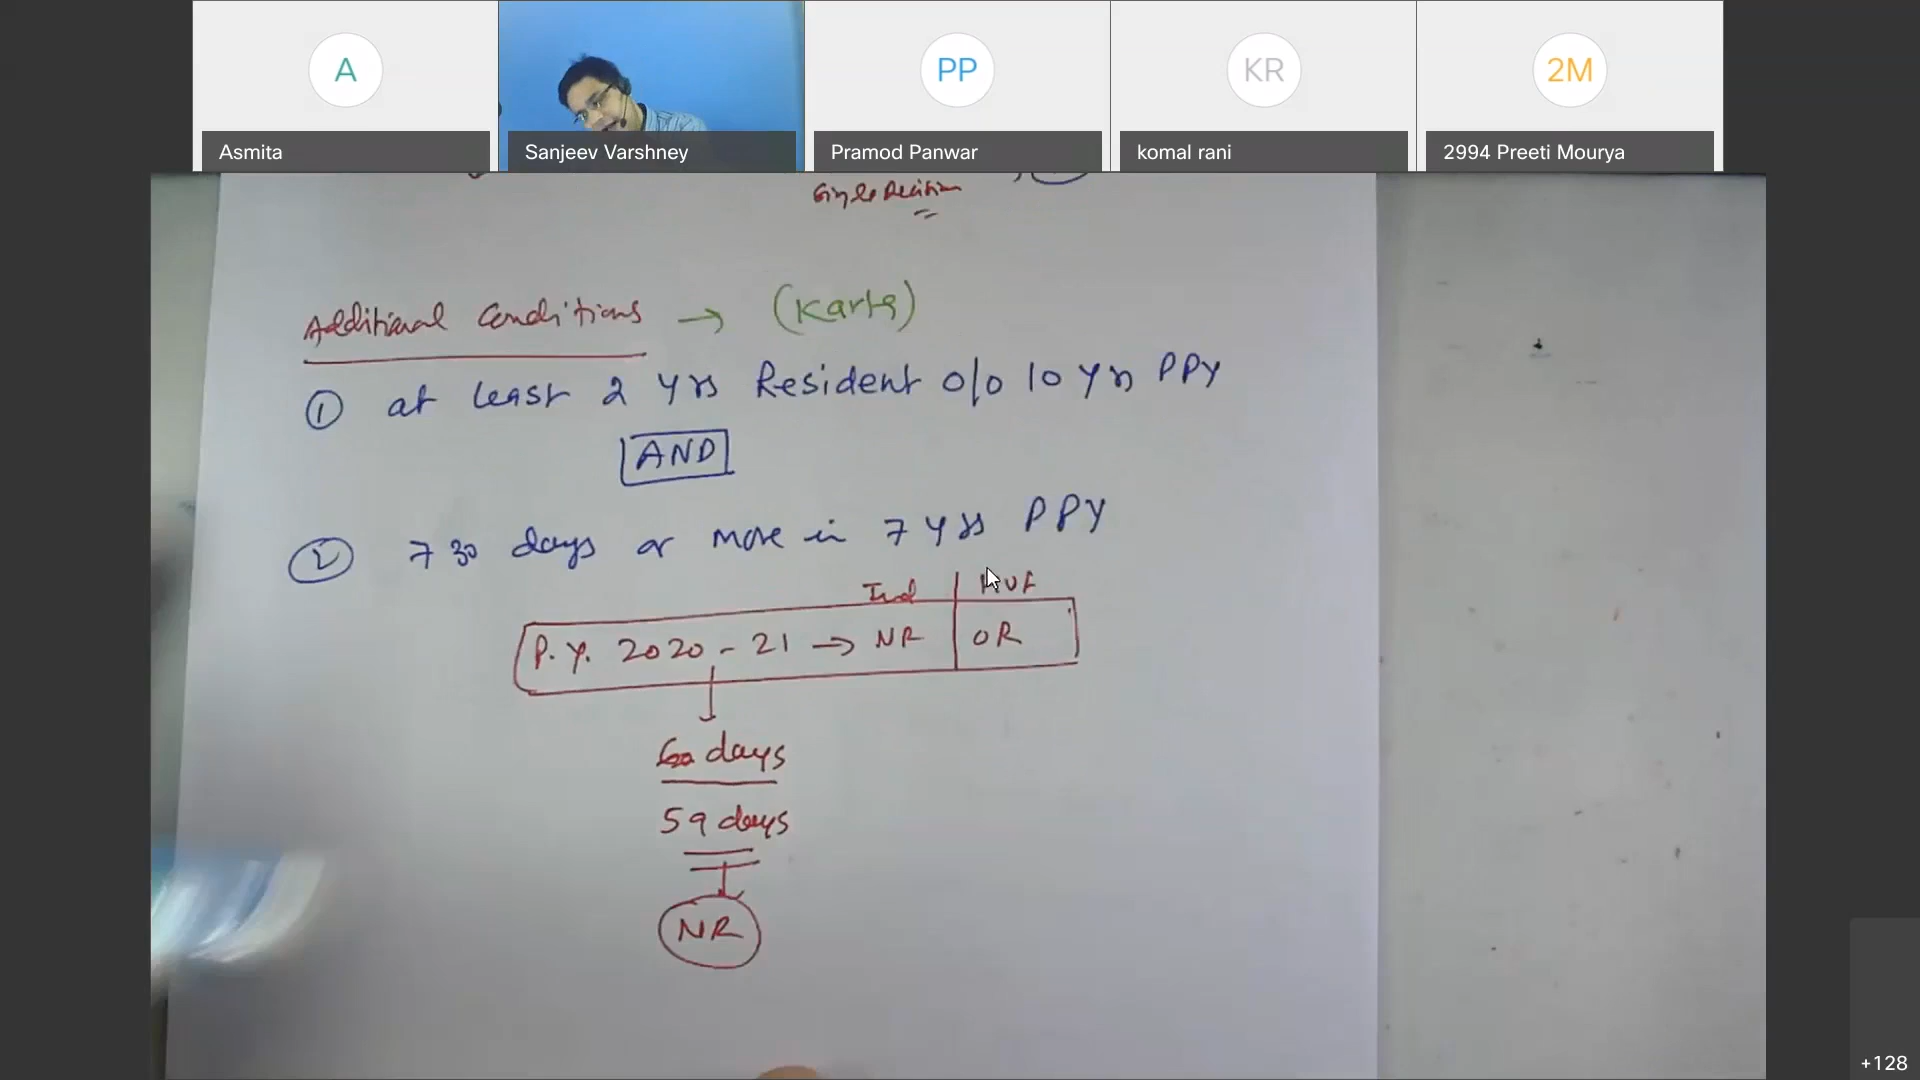 A
PP
KR
2M
Asmita
Sanjeev Varshney
Pramod Panwar
komal rani
2994 Preeti Mourya
Single Decision
Additional Conditions → (Karta)
① at least 2 yrs Resident o/o 10 yrs PPY
AND
② 730 days or more in 7 yrs PPY
Ind | HUF
P.Y. 2020-21 → NR | OR
60 days
59 days
NR
+128